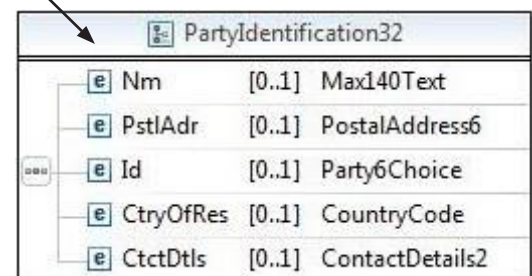 PartyIdentification32
e Nm [0..1] Max140Text
e PstlAdr [0..1] PostalAddress6
e Id [0..1] Party6Choice
e CtryOfRes [0..1] CountryCode
e CtctDtls [0..1] ContactDetails2